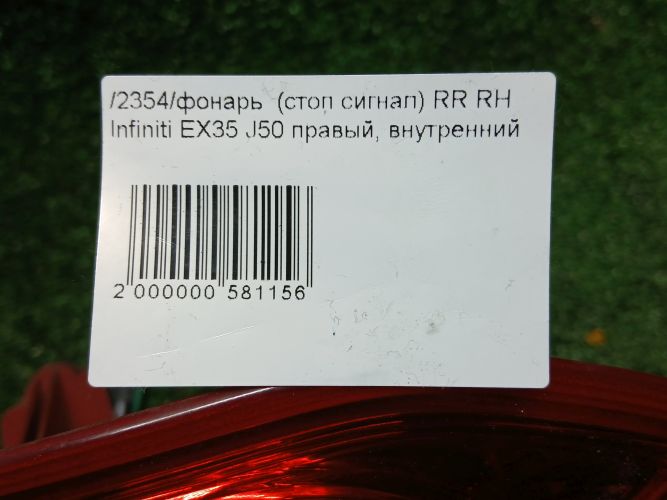 /2354/фонарь (стоп сигнал) RR RH
Infiniti EX35 J50 правый, внутренний
2 000000 581156